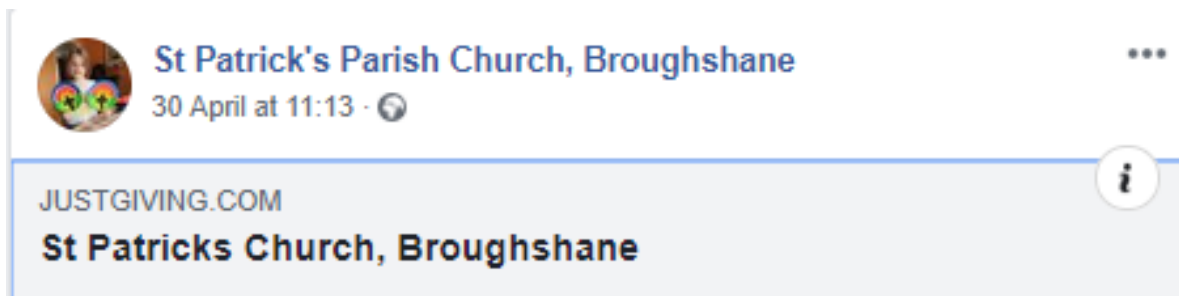 St Patrick's Parish Church, Broughshane
30 April at 11:13 ·
JUSTGIVING.COM
i
St Patricks Church, Broughshane